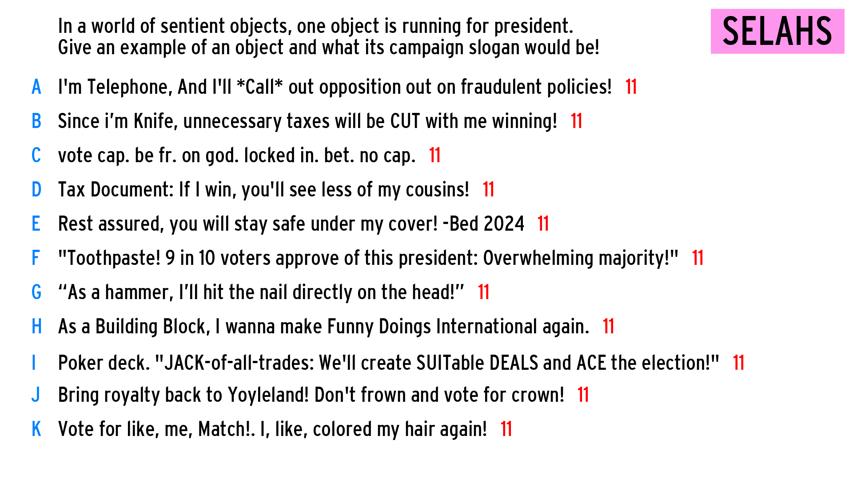 In a world of sentient objects, one object is running for president.
Give an example of an object and what its campaign slogan would be!
SELAHS
A I'm Telephone, And I'll *Call* out opposition out on fraudulent policies! 11
B Since i’m Knife, unnecessary taxes will be CUT with me winning! 11
C vote cap. be fr. on god. locked in. bet. no cap. 11
D Tax Document: If I win, you'll see less of my cousins! 11
E Rest assured, you will stay safe under my cover! -Bed 2024 11
F "Toothpaste! 9 in 10 voters approve of this president: Overwhelming majority!" 11
G “As a hammer, I’ll hit the nail directly on the head!” 11
H As a Building Block, I wanna make Funny Doings International again. 11
I Poker deck. "JACK-of-all-trades: We'll create SUITable DEALS and ACE the election!" 11
J Bring royalty back to Yoyleland! Don't frown and vote for crown! 11
K Vote for like, me, Match!. I, like, colored my hair again! 11